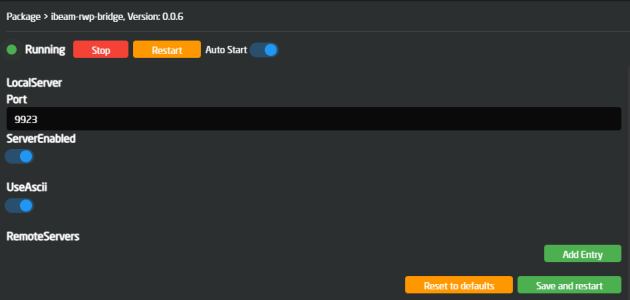 Package > ibeam-rwp-bridge, Version: 0.0.6
Running Stop Restart Auto Start
LocalServer
Port
9923
ServerEnabled
UseAscii
RemoteServers
Add Entry
Reset to defaults Save and restart